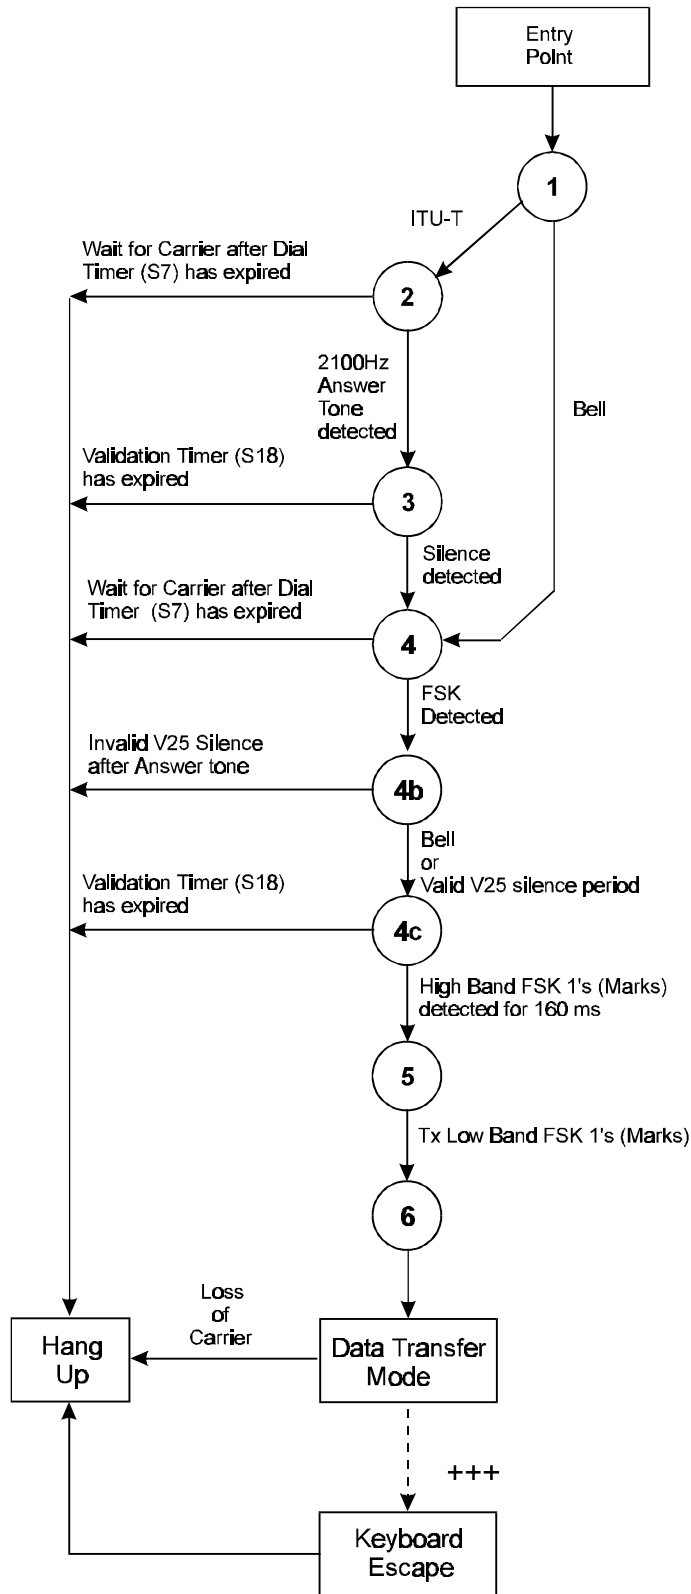 Entry
Point
1
ITU-T
Wait for Carrier after Dial
Timer (S7) has expired
2
2100Hz
Answer
Tone
detected
Bell
Validation Timer (S18)
has expired
3
Silence
detected
Wait for Carrier after Dial
Timer (S7) has expired
4
FSK
Detected
Invalid V25 Silence
after Answer tone
4b
Bell
or
Valid V25 silence period
Validation Timer (S18)
has expired
4c
High Band FSK 1's (Marks)
detected for 160 ms
5
Tx Low Band FSK 1's (Marks)
6
Loss
of
Carrier
Hang
Up
Data Transfer
Mode
+++
Keyboard
Escape